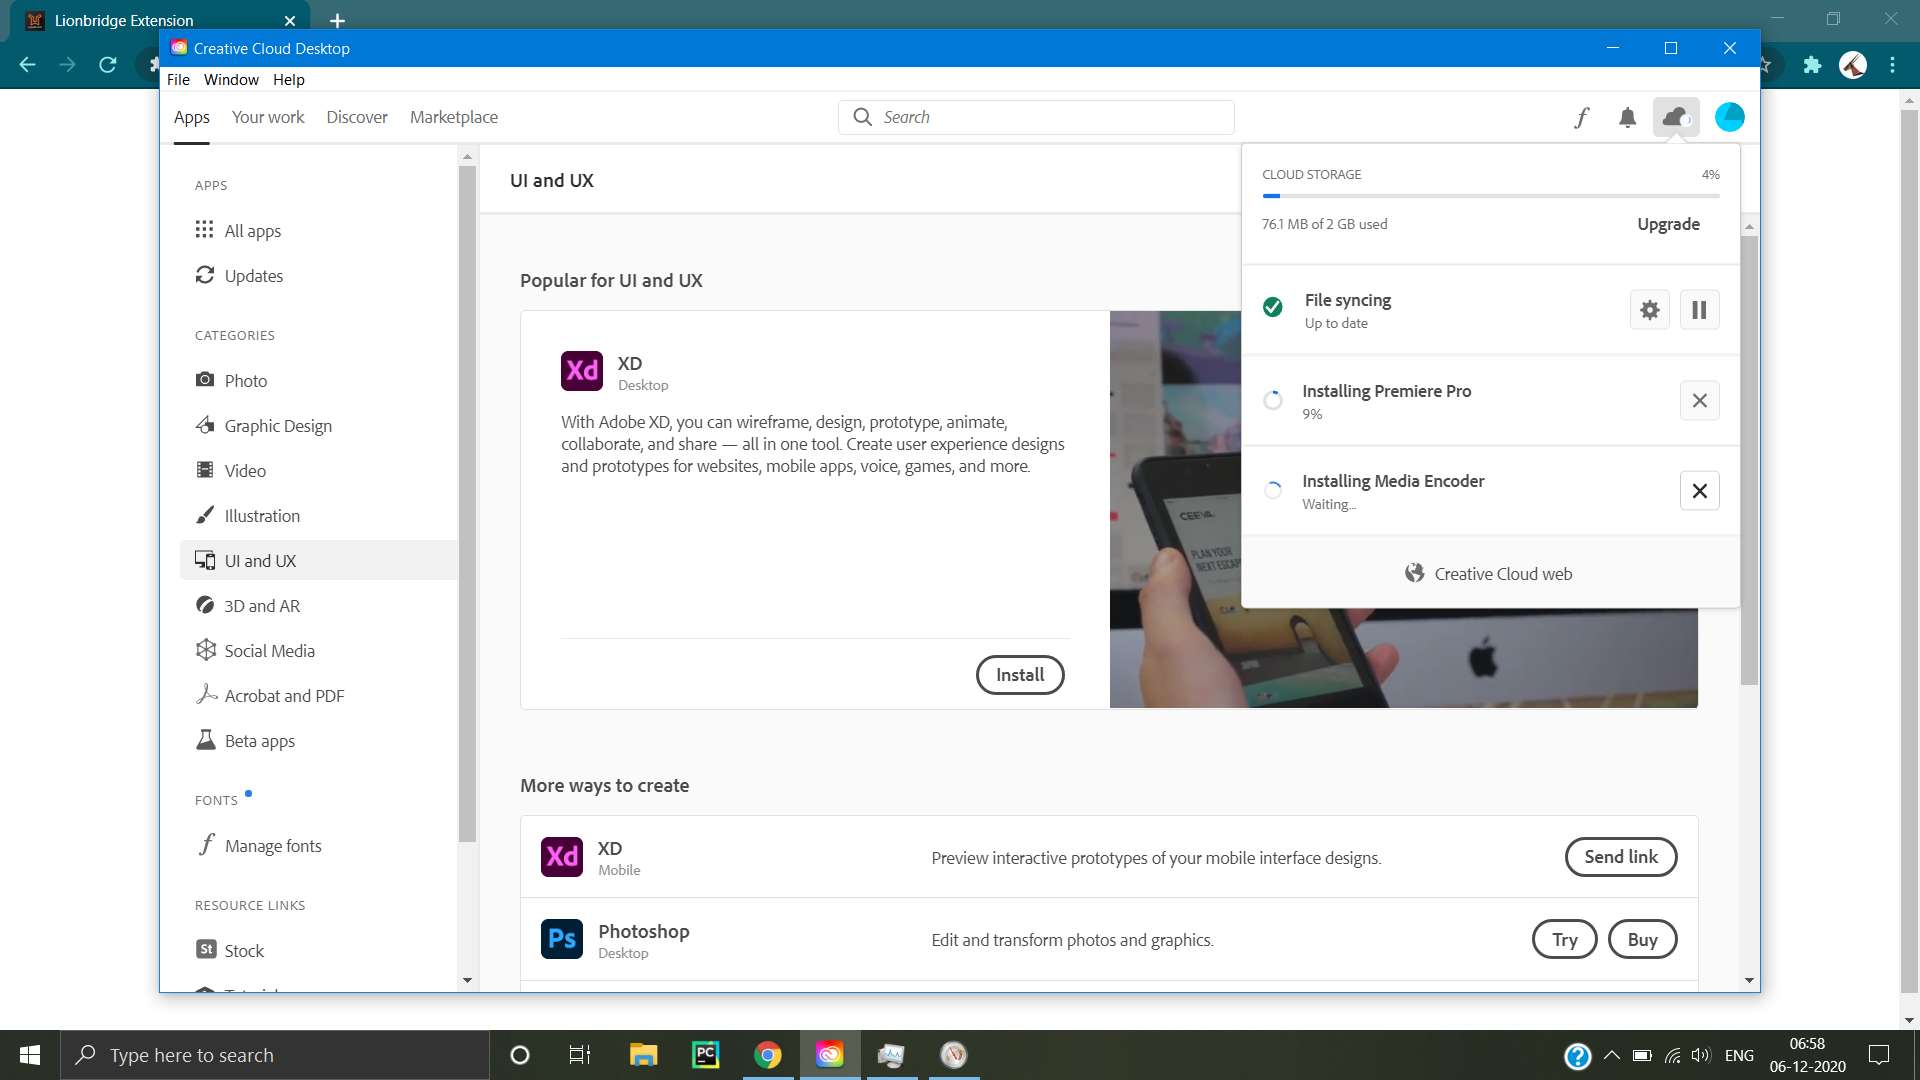 Lionbridge Extension
Creative Cloud Desktop
File Window Help
Apps Your work Discover Marketplace
Search
APPS
All apps
Updates
CATEGORIES
Photo
Graphic Design
Video
Illustration
UI and UX
3D and AR
Social Media
Acrobat and PDF
Beta apps
FONTS
Manage fonts
RESOURCE LINKS
St Stock
UI and UX
Popular for UI and UX
Xd XD
Desktop
With Adobe XD, you can wireframe, design, prototype, animate,
collaborate, and share — all in one tool. Create user experience designs
and prototypes for websites, mobile apps, voice, games, and more.
Install
PLAN YOUR
CLOUD STORAGE 4%
76.1 MB of 2 GB used Upgrade
File syncing
Up to date
Installing Premiere Pro
9%
Installing Media Encoder
Waiting...
Creative Cloud web
More ways to create
Xd XD
Mobile
Preview interactive prototypes of your mobile interface designs.
Send link
Ps Photoshop
Desktop
Edit and transform photos and graphics.
Try Buy
Type here to search
PC
ENG
06:58
06-12-2020